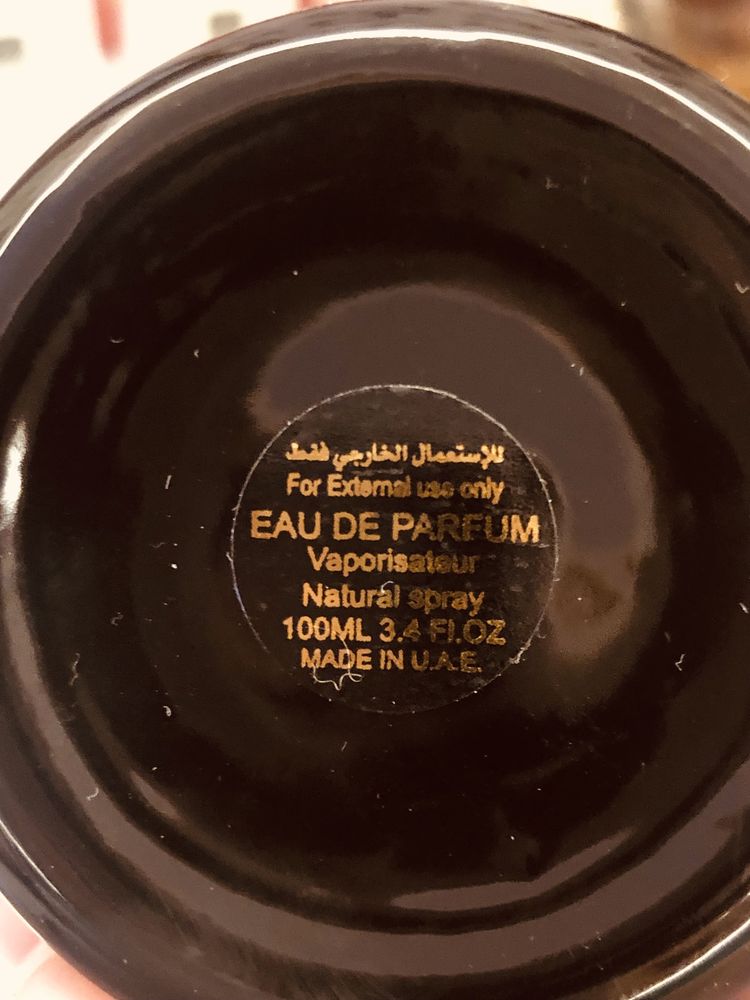 للإستعمال الخارجي فقط
For External use only
EAU DE PARFUM
Vaporisateur
Natural spray
100ML 3.4 Fl.OZ
MADE IN U.A.E.